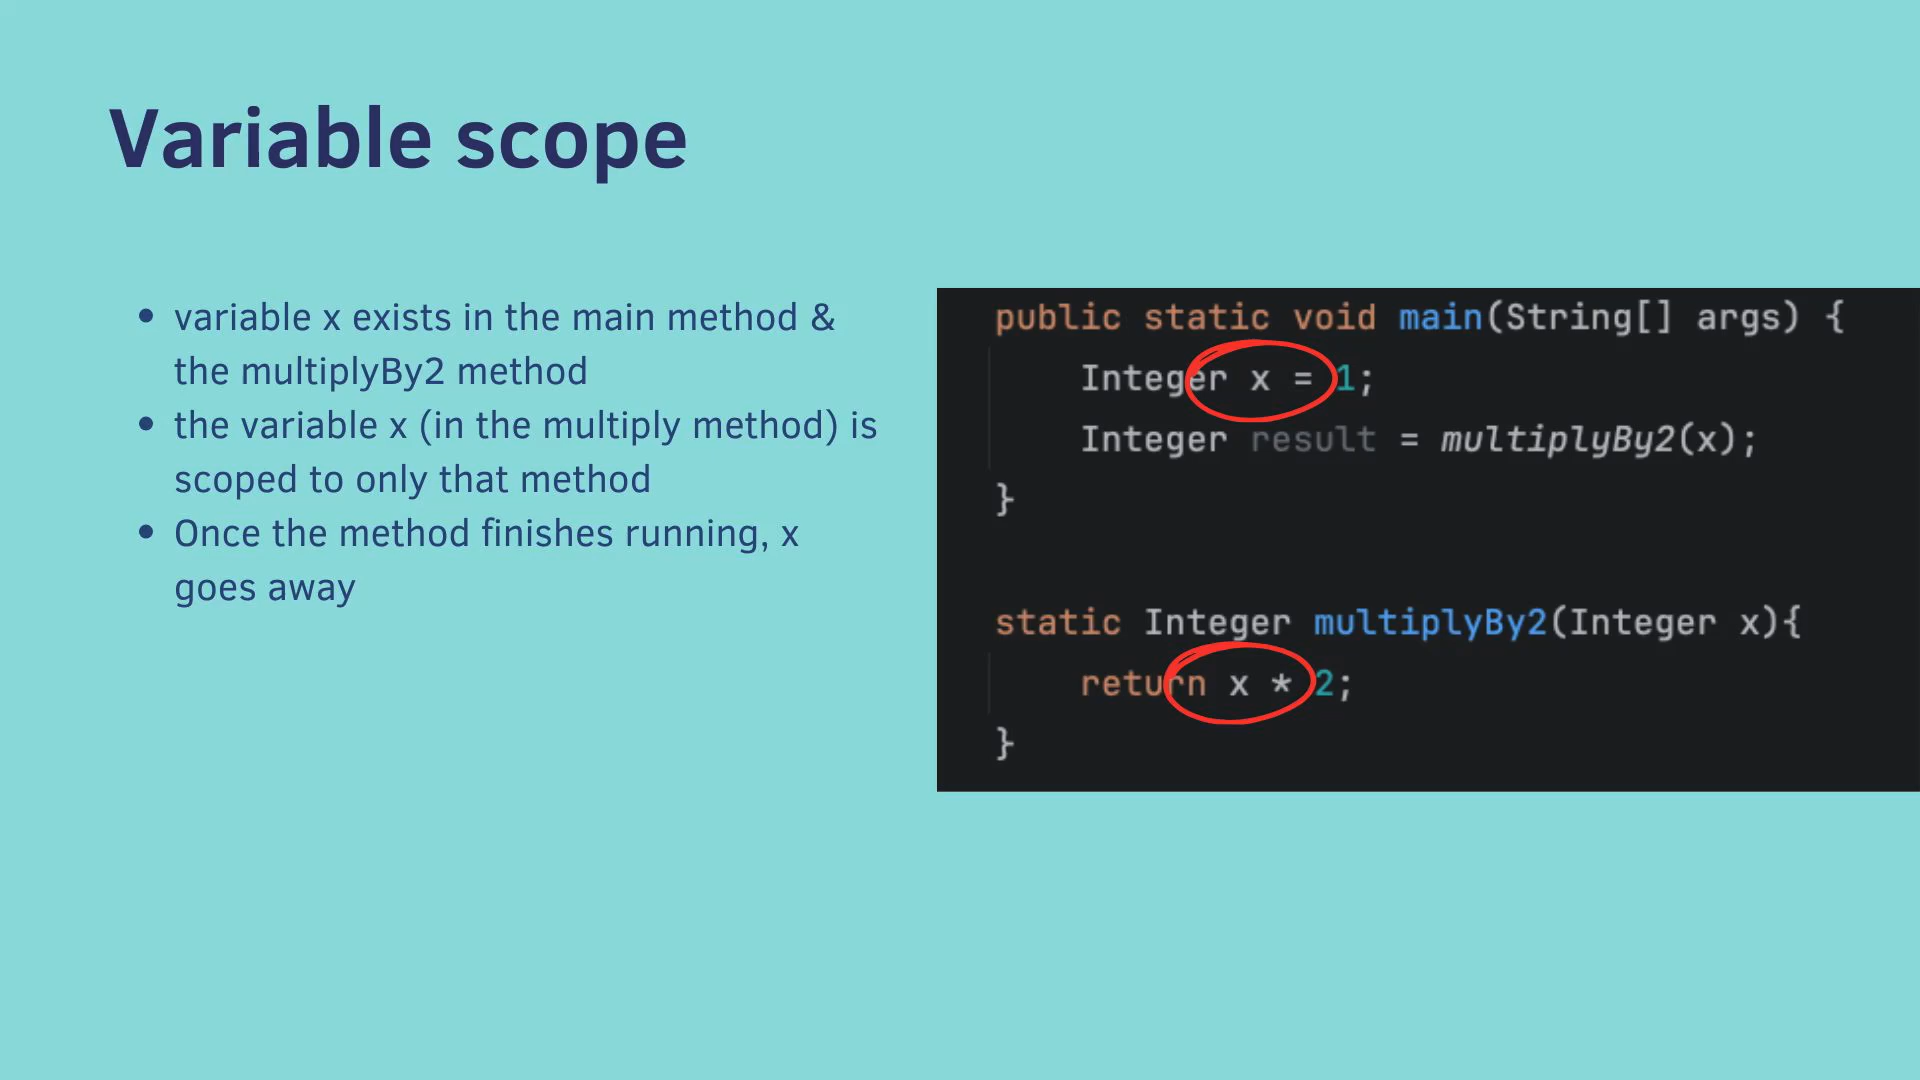 Variable scope
• variable x exists in the main method &
the multiplyBy2 method
• the variable x (in the multiply method) is
scoped to only that method
• Once the method finishes running, x
goes away
public static void main(String[] args) {
Integer x = 1;
Integer result = multiplyBy2(x);
}
static Integer multiplyBy2(Integer x){
return x * 2;
}